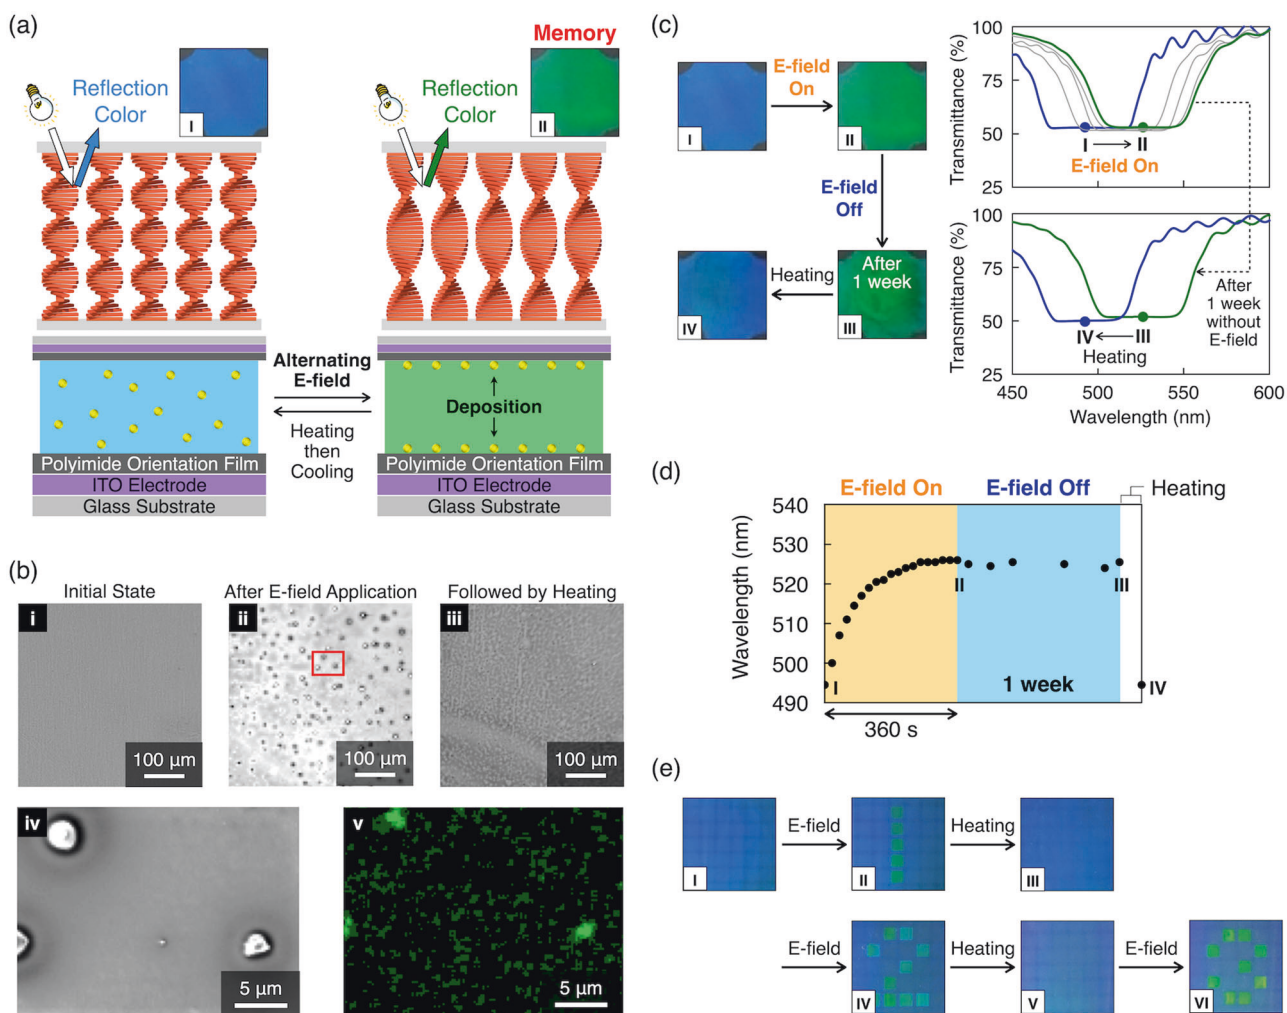 (a)
Memory
Reflection
Color
I
Reflection
Color
II
Alternating
E-field
Heating
then
Cooling
Deposition
Polyimide Orientation Film
ITO Electrode
Glass Substrate
Polyimide Orientation Film
ITO Electrode
Glass Substrate
(b)
Initial State
After E-field Application
Followed by Heating
i
100 µm
ii
100 µm
iii
100 µm
iv
5 µm
v
5 µm
(c)
I
E-field
On
II
E-field
Off
After
1 week
III
Heating
IV
Transmittance (%)
100
75
50
25
I
II
E-field On
Transmittance (%)
100
75
50
25
IV
III
Heating
After
1 week
without
E-field
450
500
550
600
Wavelength (nm)
(d)
E-field On
E-field Off
Heating
Wavelength (nm)
540
530
520
510
500
490
I
II
III
IV
1 week
360 s
(e)
I
E-field
II
Heating
III
E-field
IV
Heating
V
E-field
VI